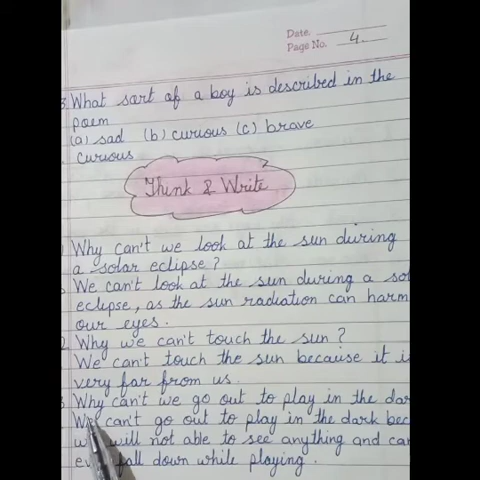 Date.
Page No. 4.
3 What sort of a boy is described in the
poem
(a) sad (b) curious (c) brave
curious
Think & Write
Why can't we look at the sun during
a solar eclipse?
We can't look at the sun during a
eclipse, as the sun radiation can harm
our eyes.
2. Why we can't touch the sun?
We can't touch the sun because it
very far from us.
3 Why can't we go out to play in the
We can't go out to play in the dark
will not able to see anything and
fall down while playing.